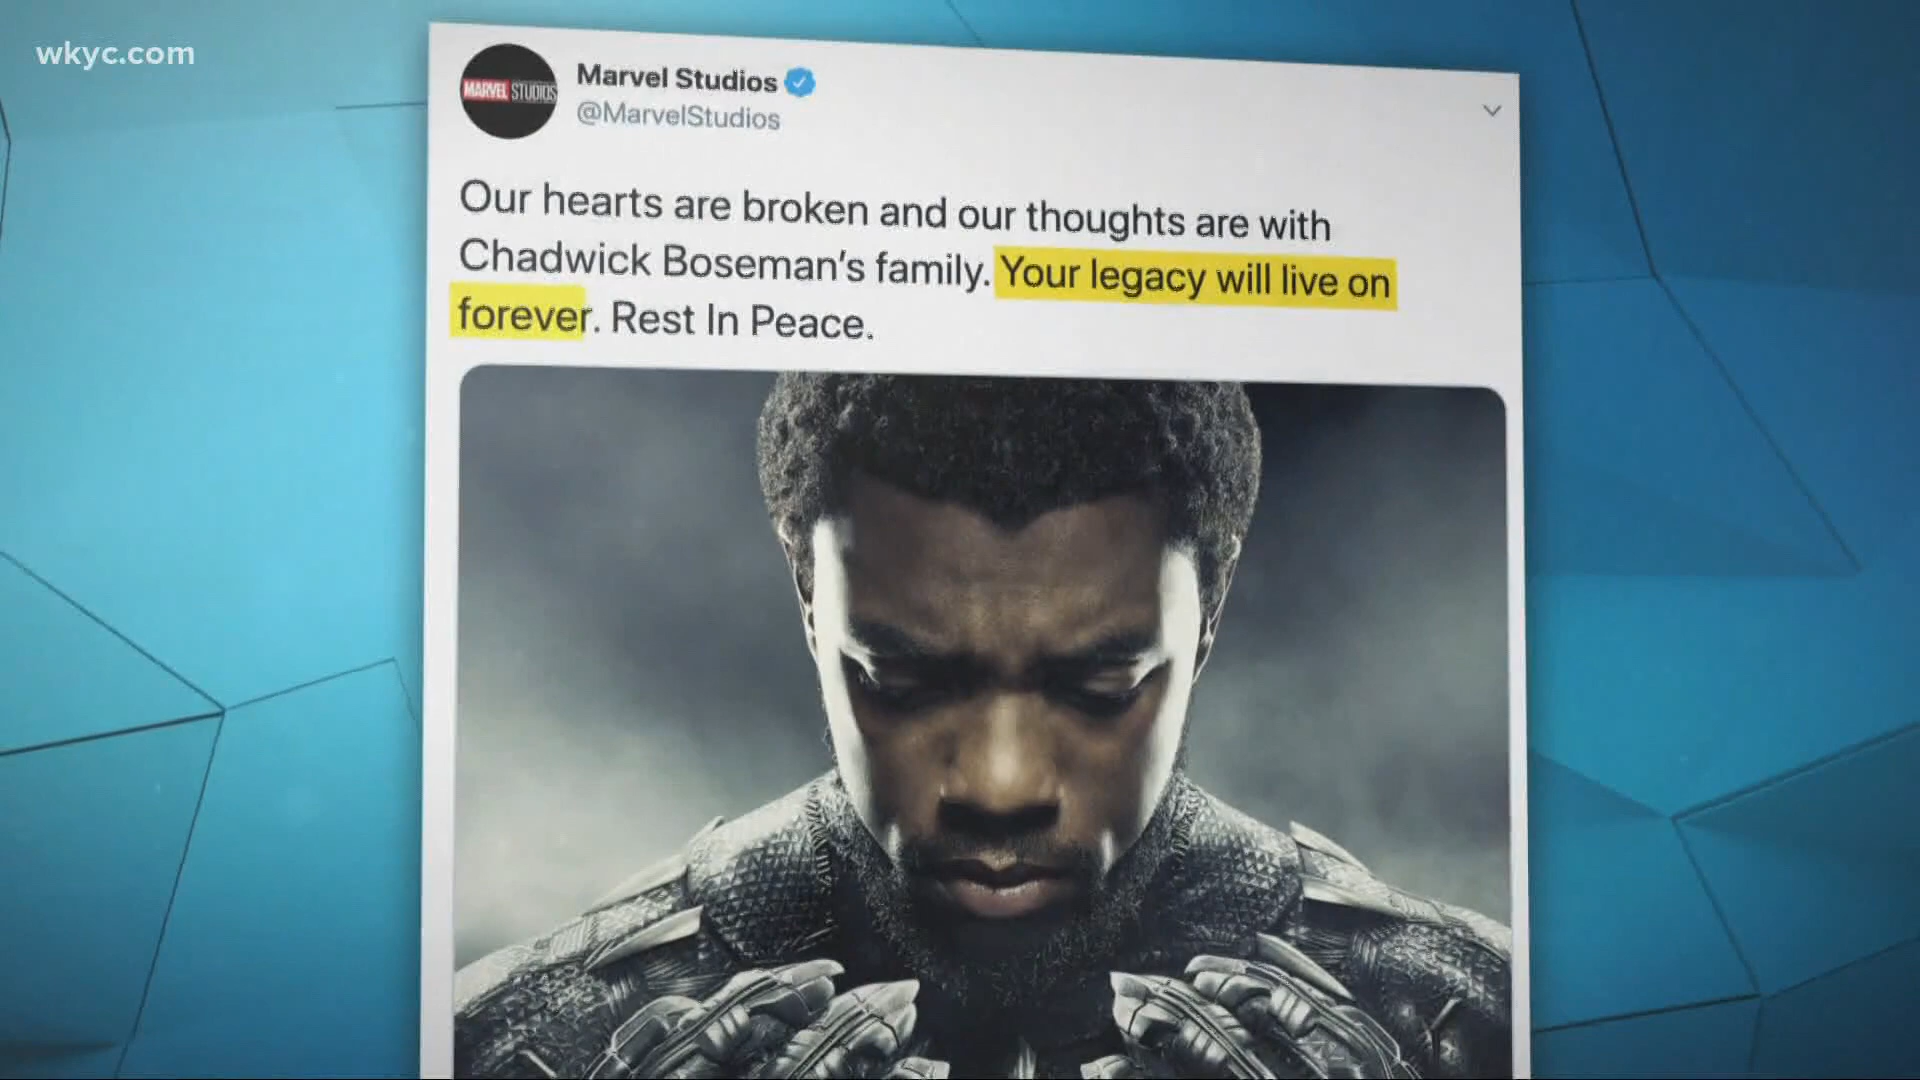 wkyc.com
MARVEL STUDIOS
Marvel Studios
@MarvelStudios
Our hearts are broken and our thoughts are with
Chadwick Boseman's family. Your legacy will live on
forever. Rest In Peace.